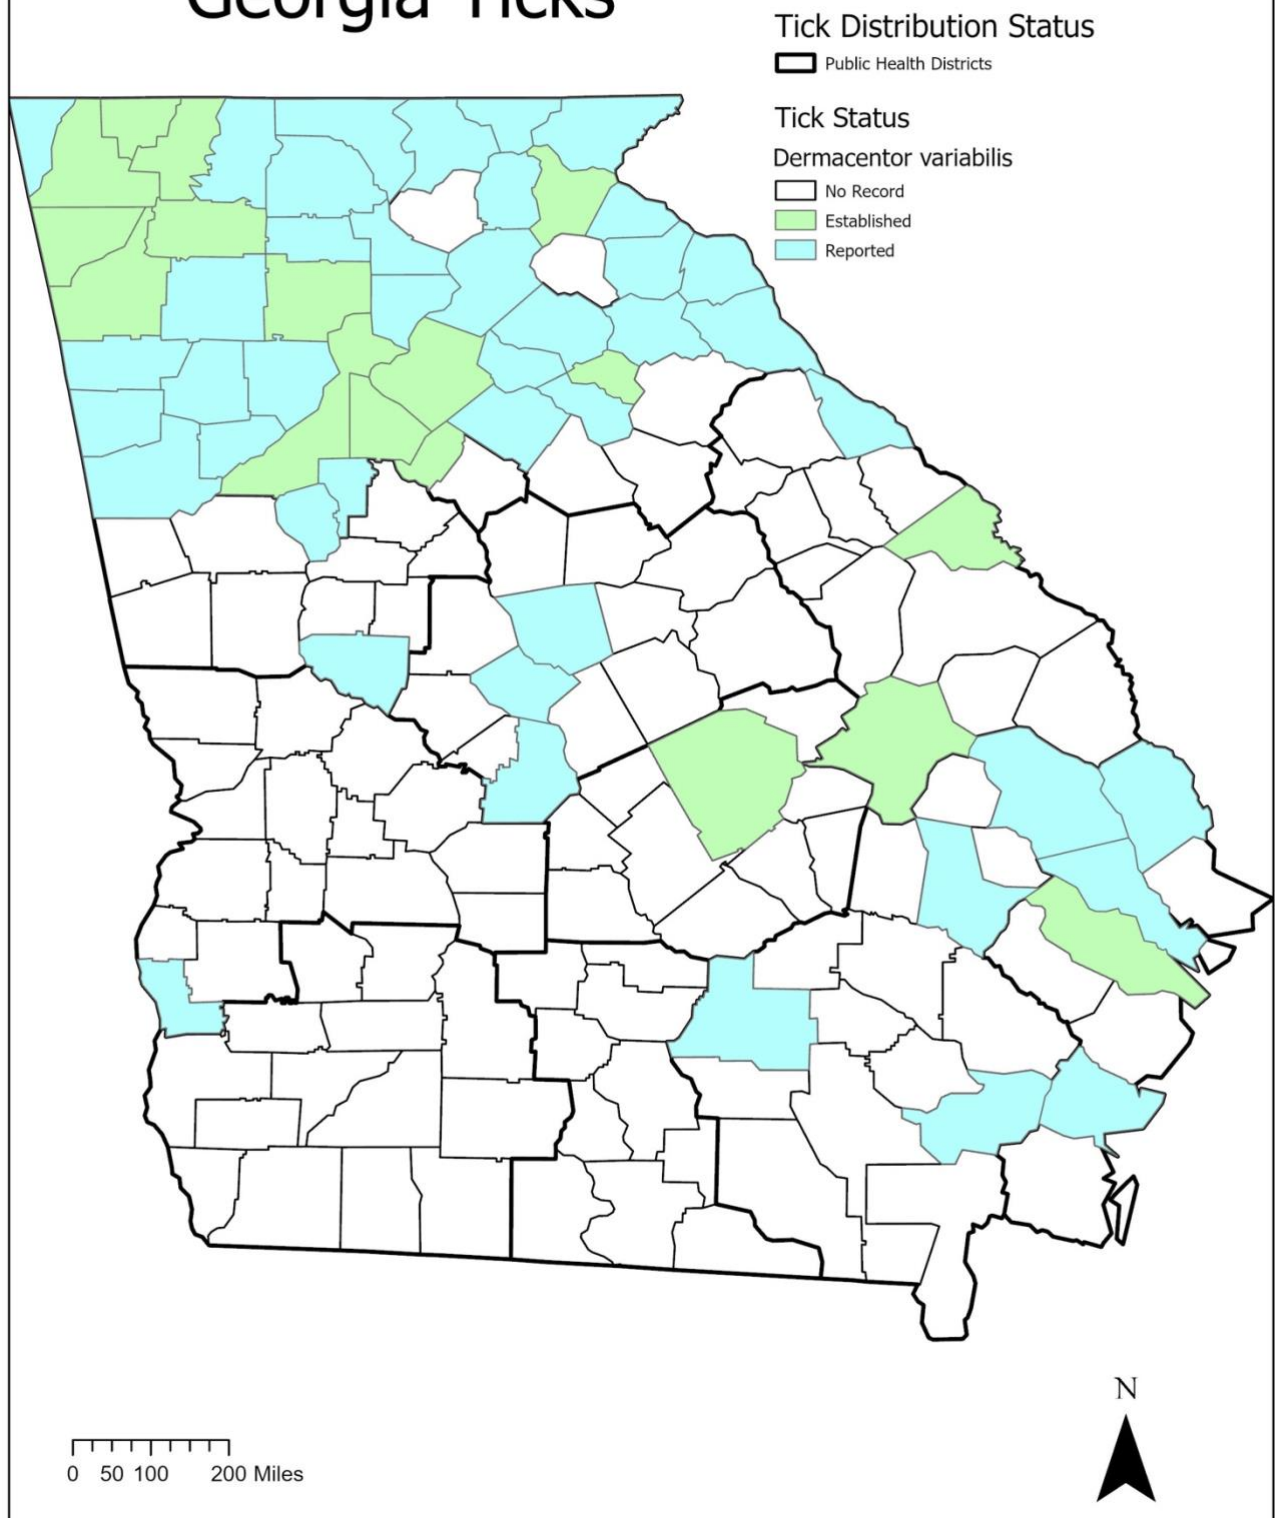 Georgia Ticks
Tick Distribution Status
Public Health Districts
Tick Status
Dermacentor variabilis
No Record
Established
Reported
N
0 50 100 200 Miles